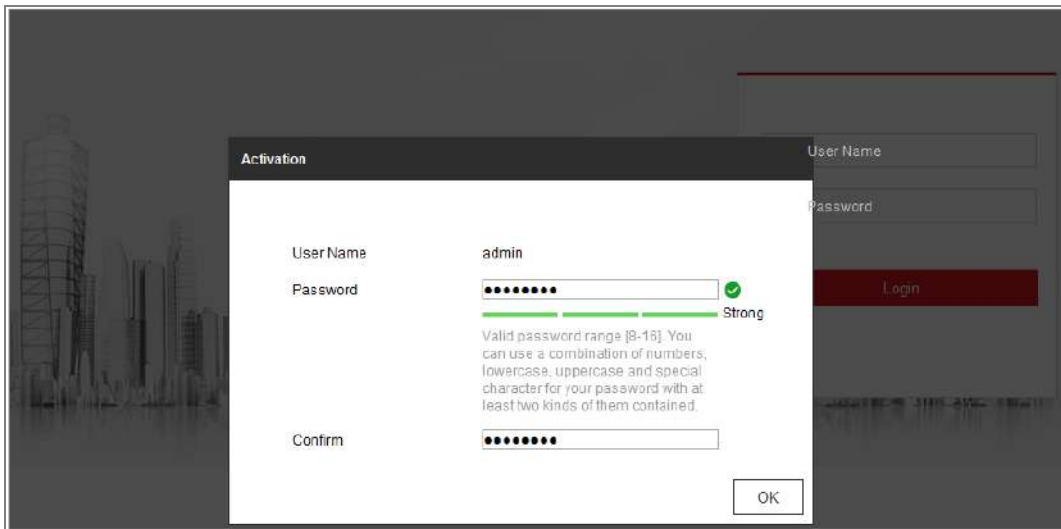 Activation
User Name
Password
Login
User Name admin
Password ●●●●●●●●
Strong
Valid password range [8-16]. You
can use a combination of numbers,
lowercase, uppercase and special
character for your password with at
least two kinds of them contained.
Confirm ●●●●●●●●
OK